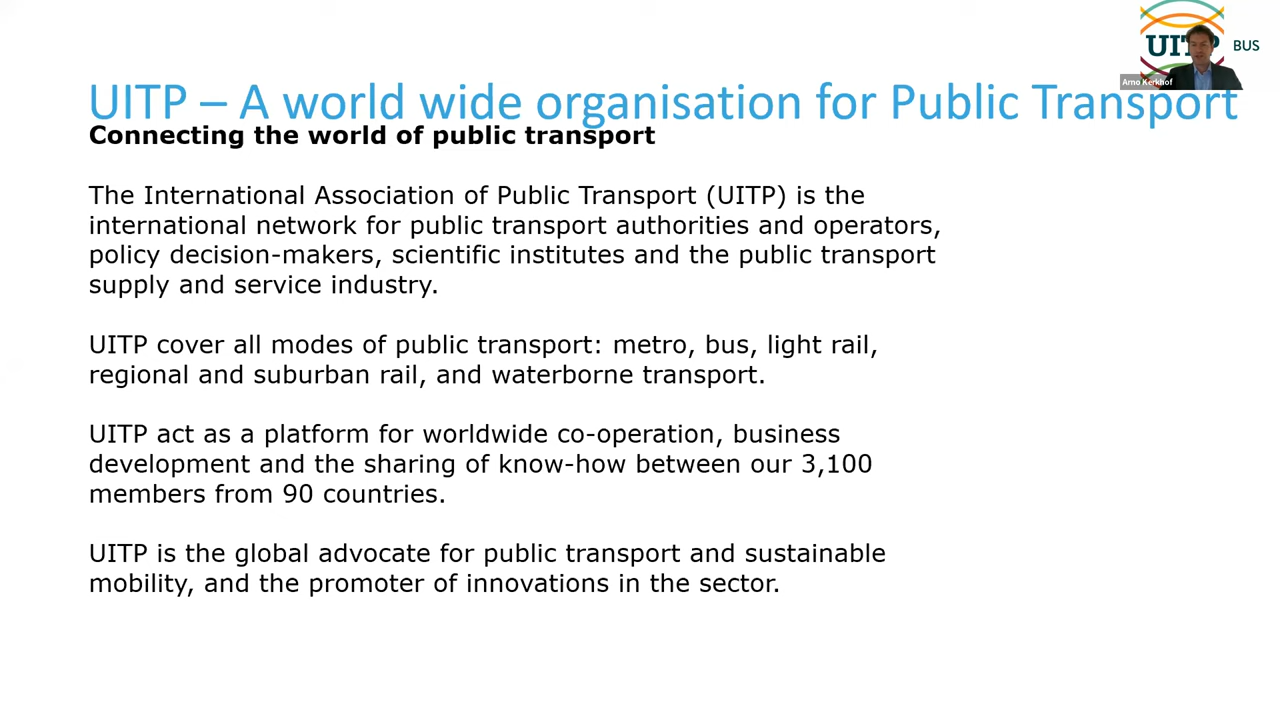 UITP BUS
Arno Kerkhof
UITP – A world wide organisation for Public Transport
Connecting the world of public transport
The International Association of Public Transport (UITP) is the
international network for public transport authorities and operators,
policy decision-makers, scientific institutes and the public transport
supply and service industry.
UITP cover all modes of public transport: metro, bus, light rail,
regional and suburban rail, and waterborne transport.
UITP act as a platform for worldwide co-operation, business
development and the sharing of know-how between our 3,100
members from 90 countries.
UITP is the global advocate for public transport and sustainable
mobility, and the promoter of innovations in the sector.